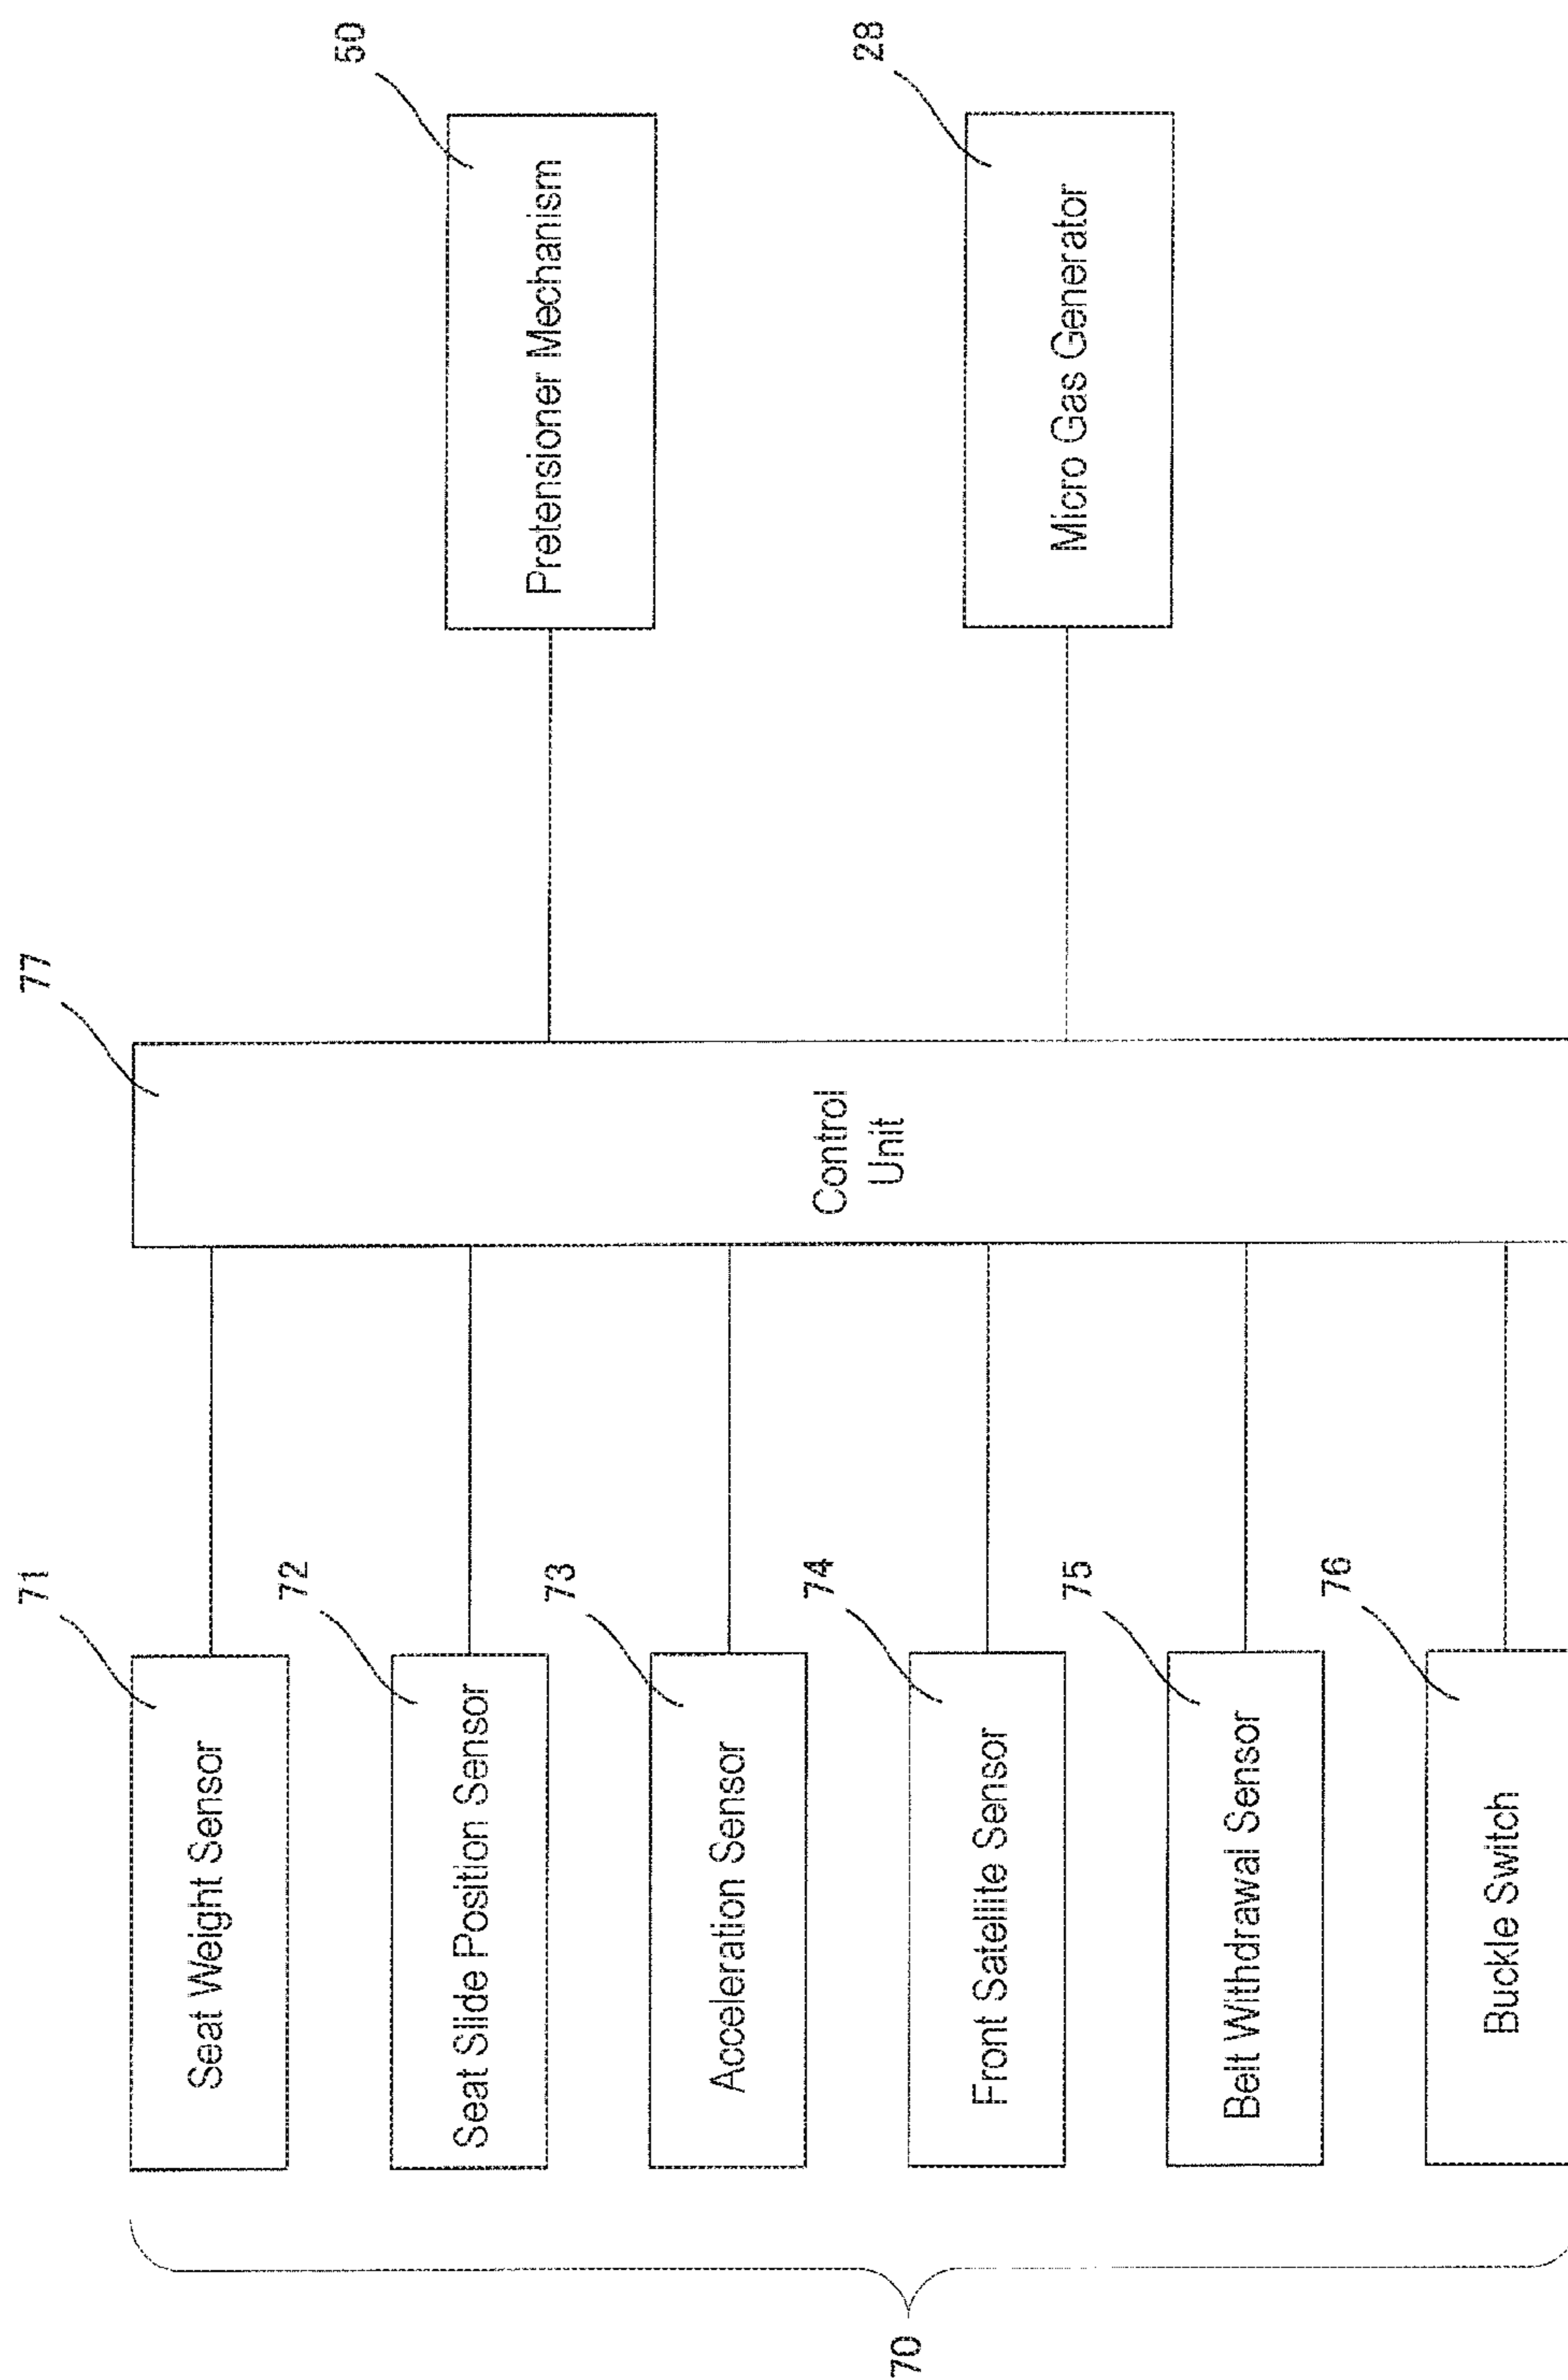 70
71
Seat Weight Sensor
72
Seat Slide Position Sensor
73
Acceleration Sensor
74
Front Satellite Sensor
75
Belt Withdrawal Sensor
76
Buckle Switch
77
Control
Unit
50
Pretensioner Mechanism
28
Micro Gas Generator